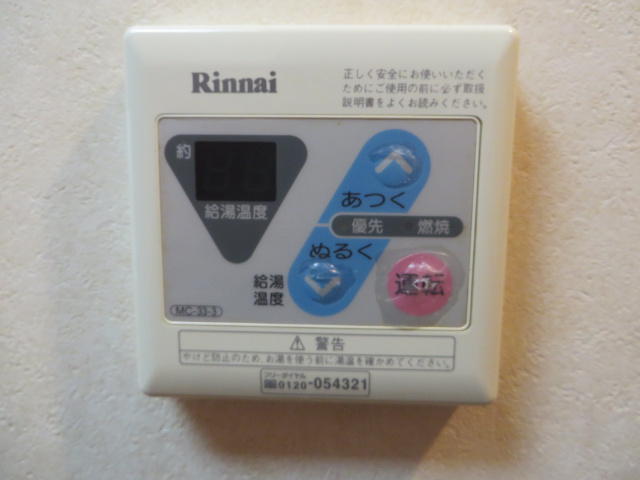 Rinnai
正しく安全にお使いいただく
ためにご使用の前に必ず取扱
説明書をよくお読みください。
約
給湯温度
あつく
優先 燃焼
ぬるく
給湯
温度
運転
MC-33-3
⚠ 警告
やけど防止のため、お湯を使う前に湯温を確かめてください。
フリーダイヤル
0120-054321